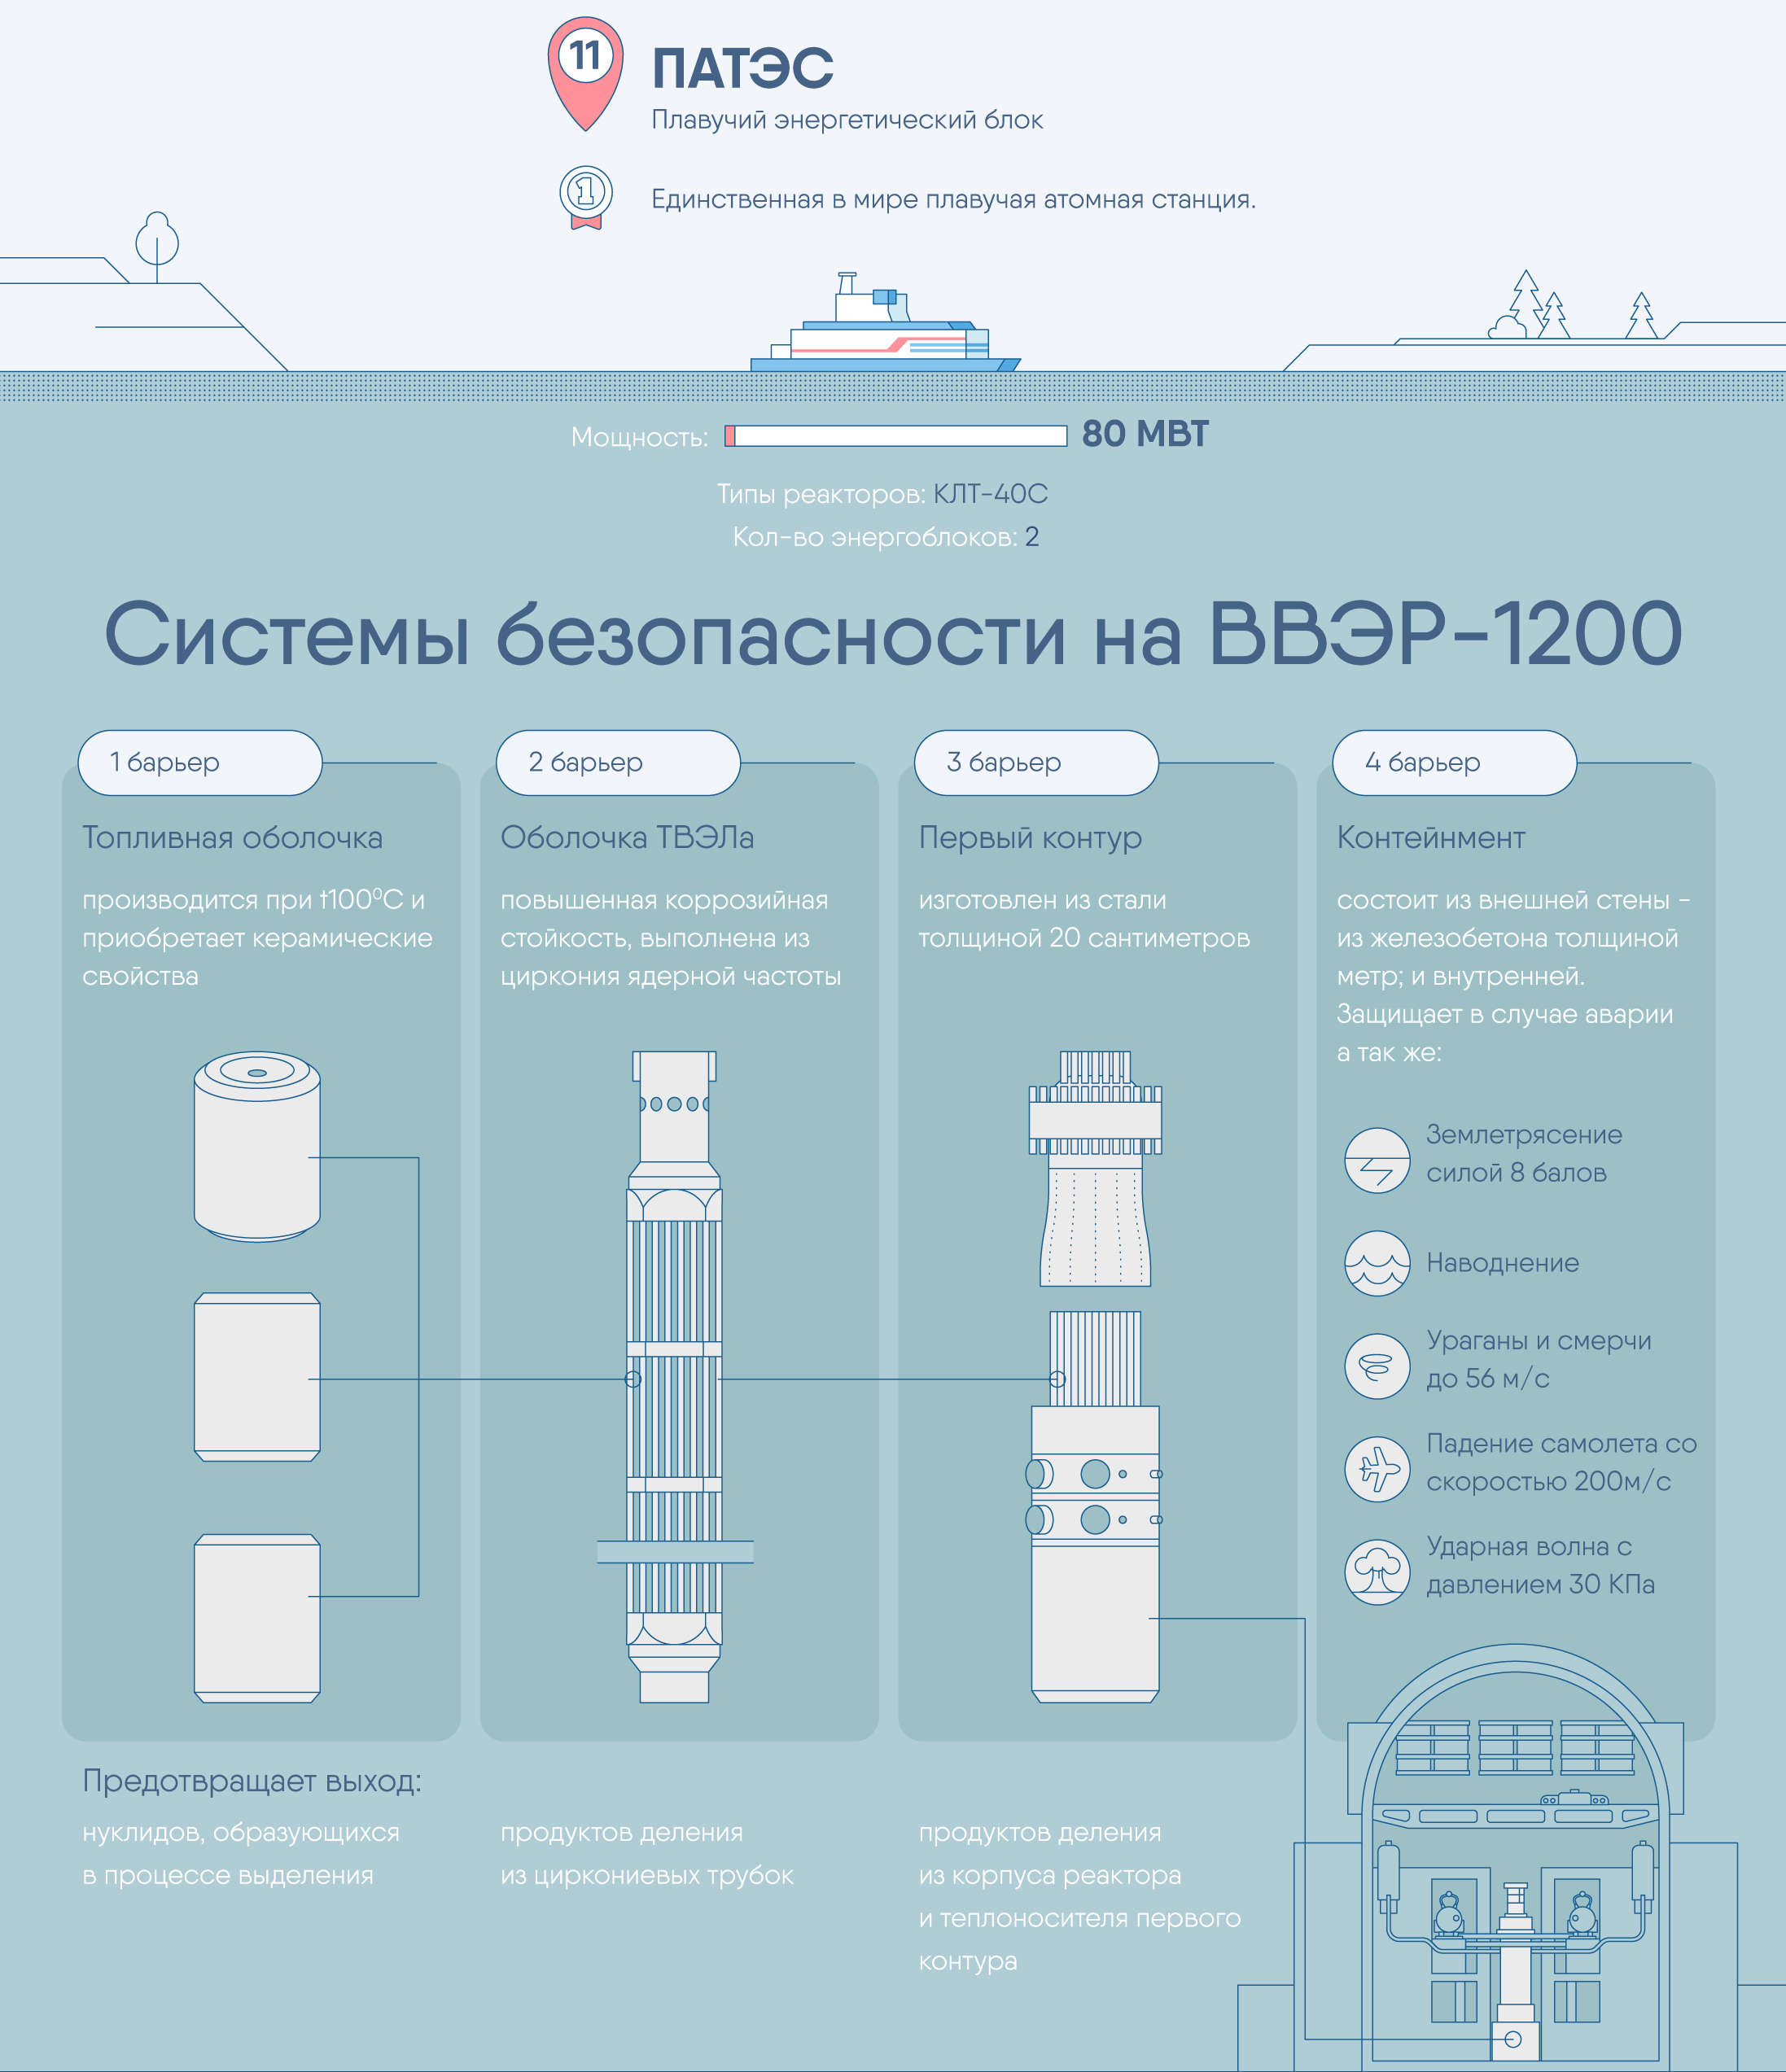 11
ПАТЭС
Плавучий энергетический блок
1
Единственная в мире плавучая атомная станция.
Мощность: 80 МВТ
Типы реакторов: КЛТ-40С
Кол-во энергоблоков: 2
Системы безопасности на ВВЭР-1200
1 барьер
Топливная оболочка
производится при t100⁰C и
приобретает керамические
свойства
2 барьер
Оболочка ТВЭЛа
повышенная коррозийная
стойкость, выполнена из
циркония ядерной частоты
3 барьер
Первый контур
изготовлен из стали
толщиной 20 сантиметров
4 барьер
Контейнмент
состоит из внешней стены -
из железобетона толщиной
метр; и внутренней.
Защищает в случае аварии
а так же:
Землетрясение
силой 8 балов
Наводнение
Ураганы и смерчи
до 56 м/с
Падение самолета со
скоростью 200м/с
Ударная волна с
давлением 30 КПа
Предотвращает выход:
нуклидов, образующихся
в процессе выделения
продуктов деления
из циркониевых трубок
продуктов деления
из корпуса реактора
и теплоносителя первого
контура